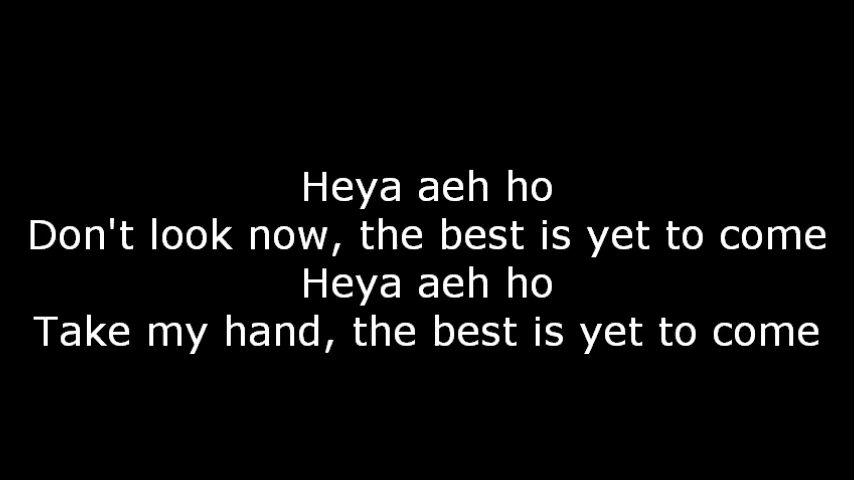 Heya aeh ho
Don't look now, the best is yet to come
Heya aeh ho
Take my hand, the best is yet to come